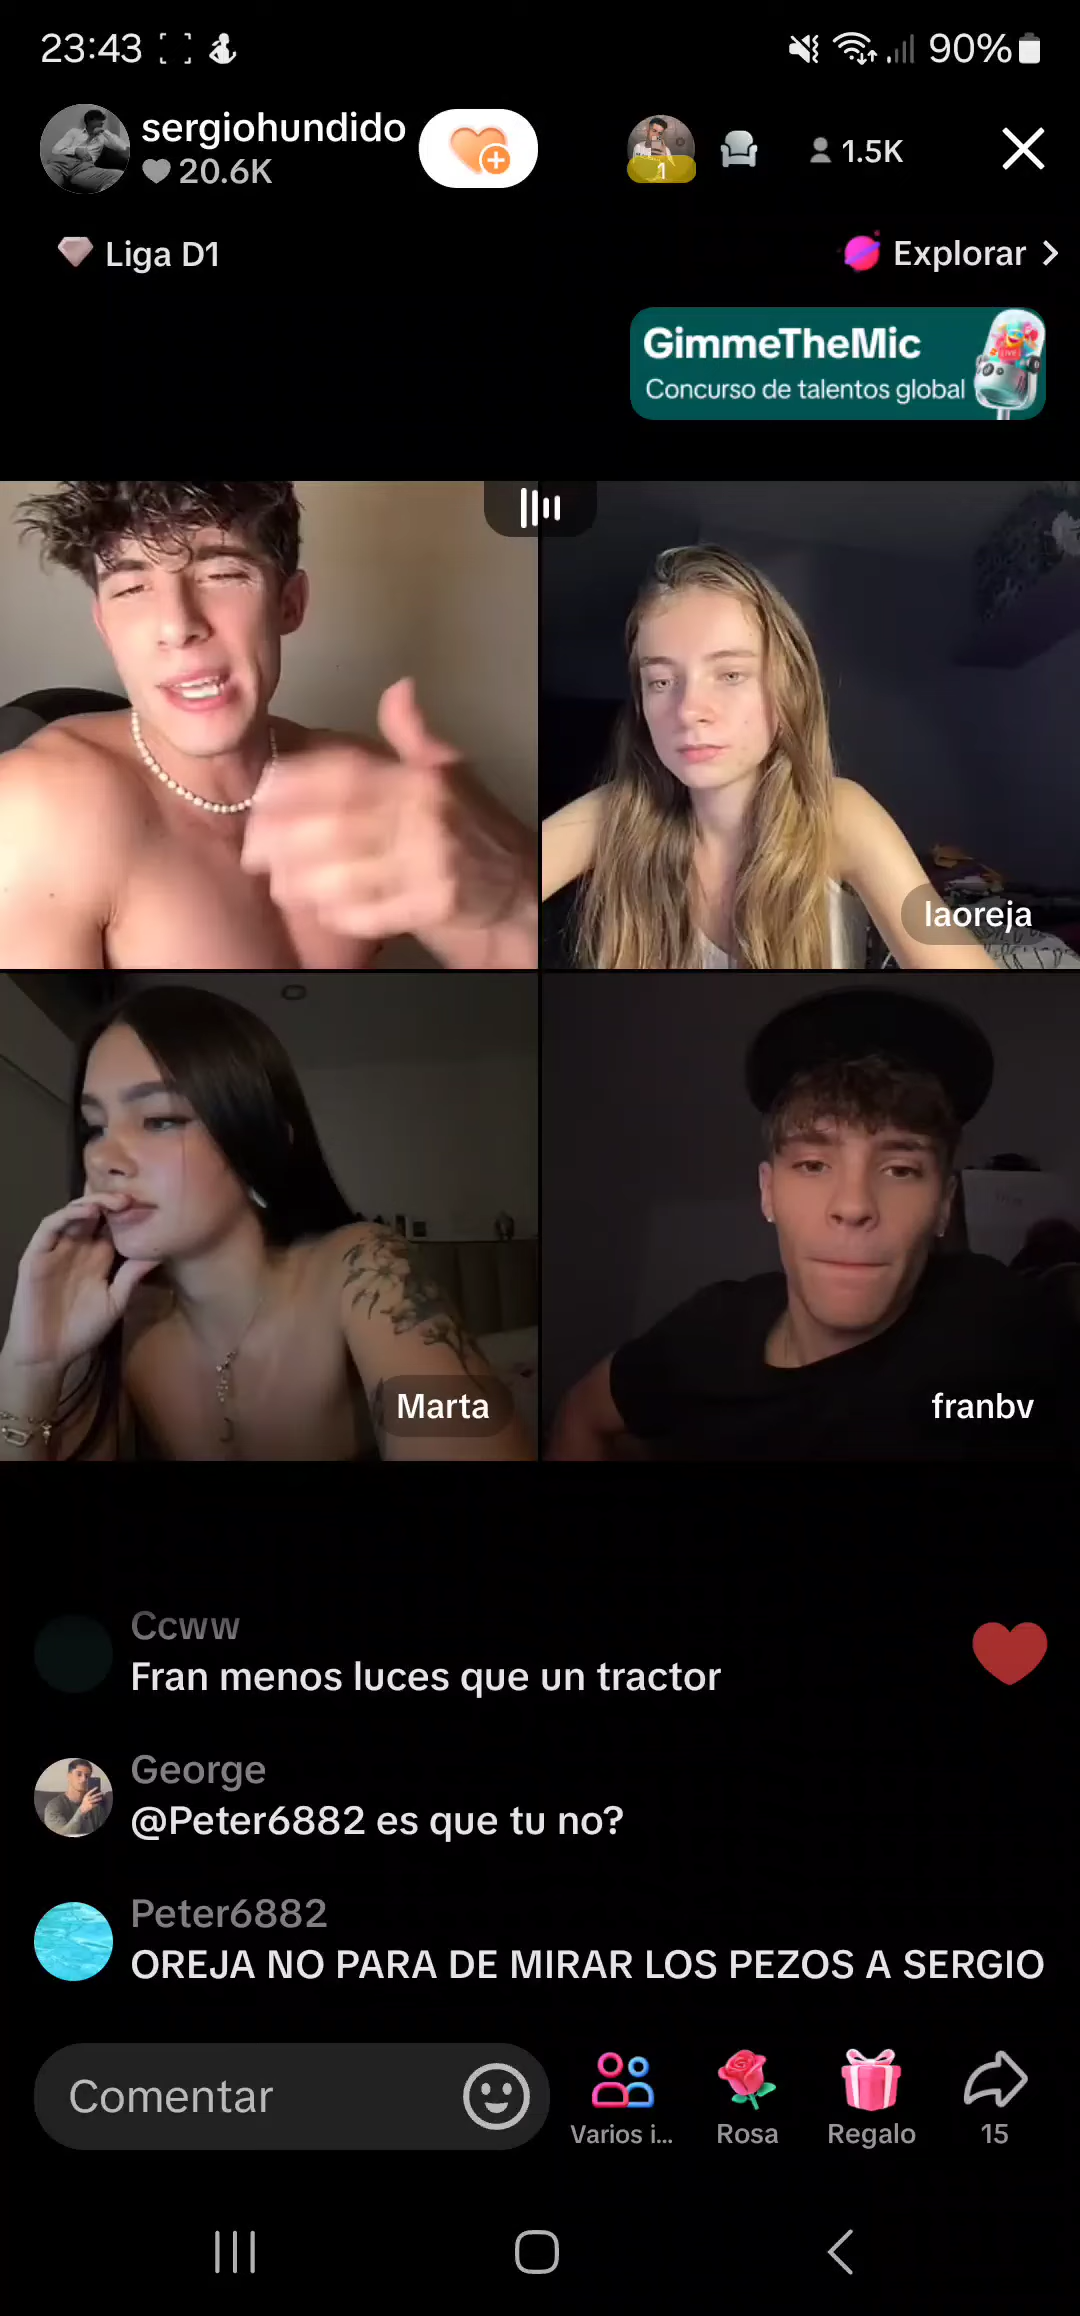 23:43
90%
sergiohundido
20.6K
1
1.5K
Liga D1
Explorar
GimmeTheMic
Concurso de talentos global
laoreja
Marta
franbv
Ccww
Fran menos luces que un tractor
George
@Peter6882 es que tu no?
Peter6882
OREJA NO PARA DE MIRAR LOS PEZOS A SERGIO
Comentar
Varios i...
Rosa
Regalo
15